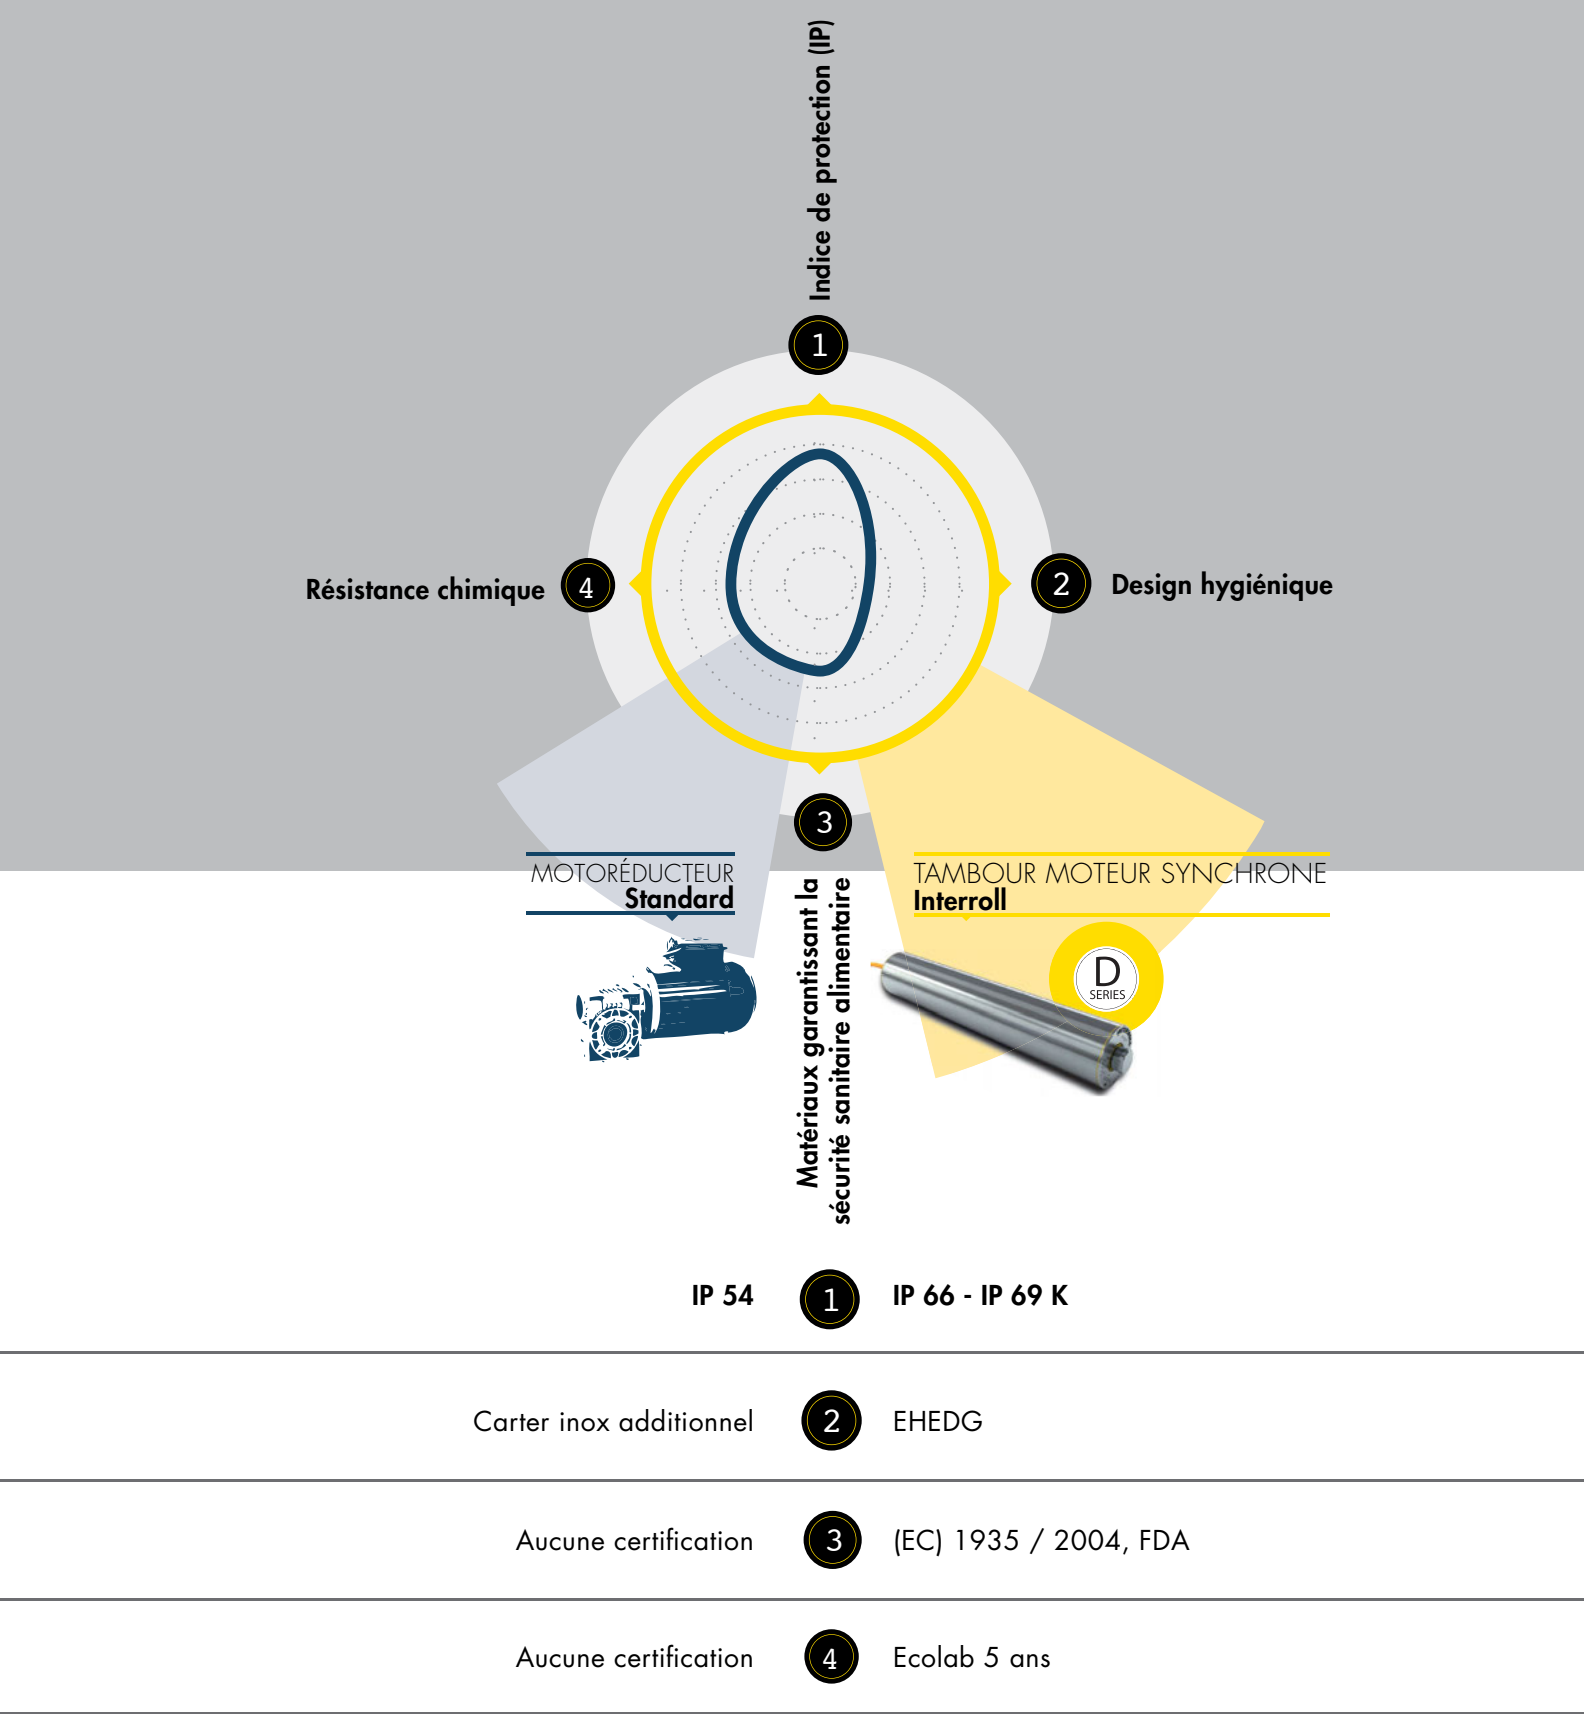 Indice de protection (IP)
1
Résistance chimique
4
2
Design hygiénique
3
MOTORÉDUCTEUR
Standard
Matériaux garantissant la
sécurité sanitaire alimentaire
TAMBOUR MOTEUR SYNCHRONE
Interroll
D
SERIES
IP 54
1
IP 66 - IP 69 K
Carter inox additionnel
2
EHEDG
Aucune certification
3
(EC) 1935 / 2004, FDA
Aucune certification
4
Ecolab 5 ans